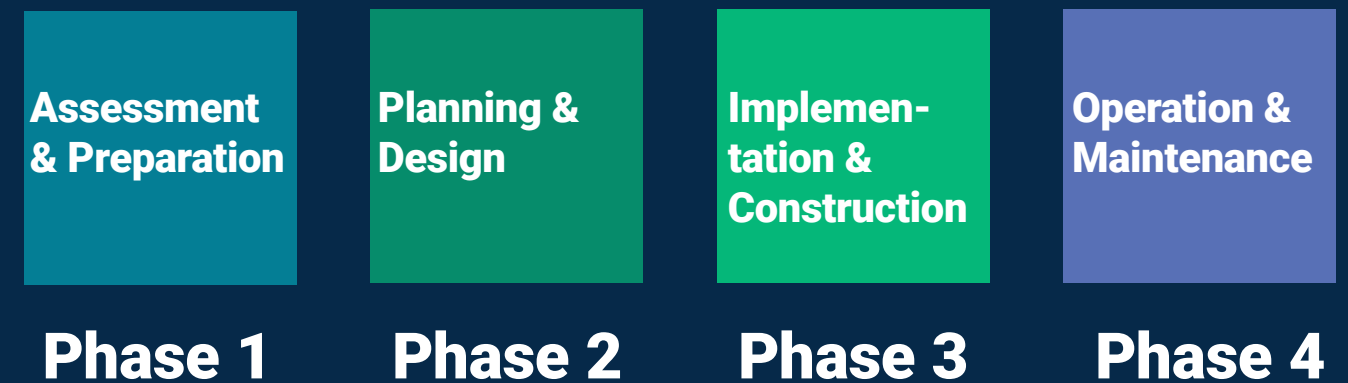 Assessment
& Preparation
Planning &
Design
Implemen-
tation &
Construction
Operation &
Maintenance
Phase 1
Phase 2
Phase 3
Phase 4